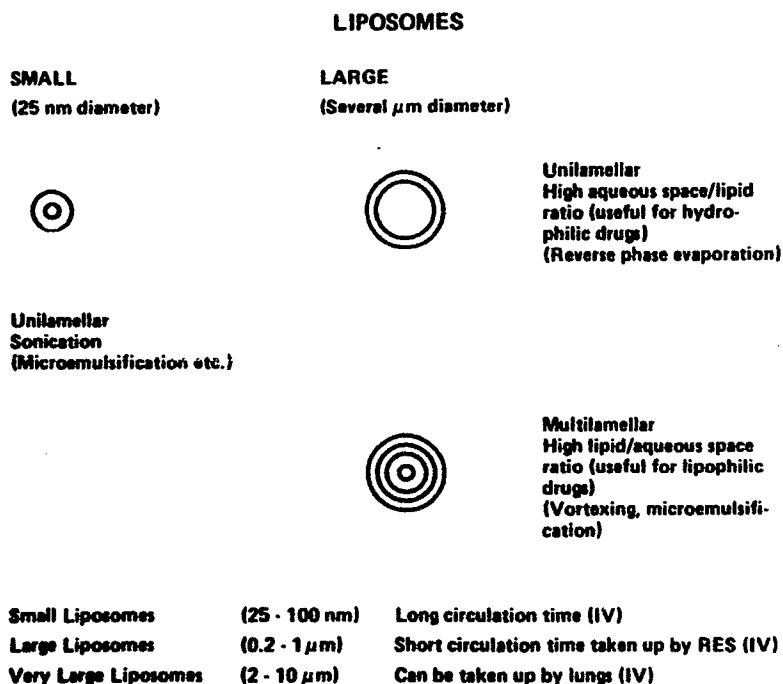 LIPOSOMES
SMALL
(25 nm diameter)
LARGE
(Several μm diameter)
Unilamellar
High aqueous space/lipid
ratio (useful for hydro-
philic drugs)
(Reverse phase evaporation)
Unilamellar
Sonication
(Microemulsification etc.)
Multilamellar
High lipid/aqueous space
ratio (useful for lipophilic
drugs)
(Vortexing, microemulsifi-
cation)
Small Liposomes (25 - 100 nm) Long circulation time (IV)
Large Liposomes (0.2 - 1 μm) Short circulation time taken up by RES (IV)
Very Large Liposomes (2 - 10 μm) Can be taken up by lungs (IV)